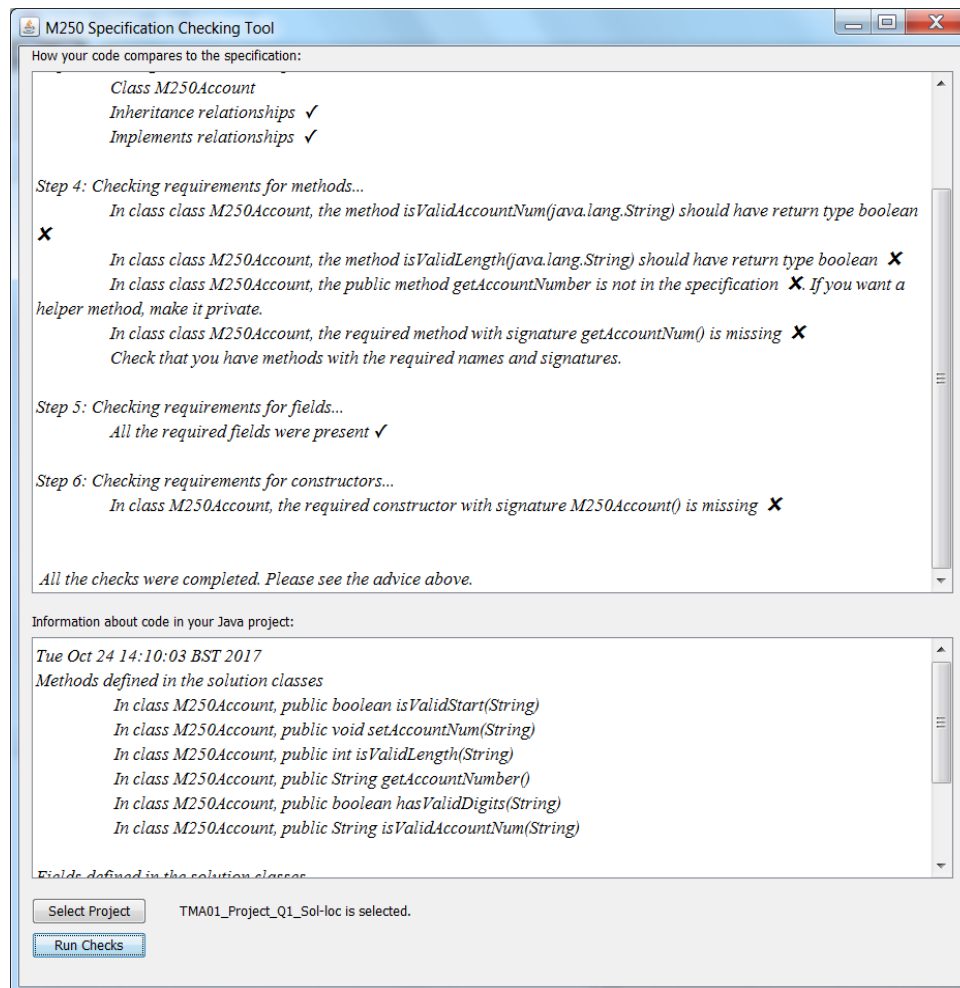 M250 Specification Checking Tool
How your code compares to the specification:
Class M250Account
Inheritance relationships ✓
Implements relationships ✓
Step 4: Checking requirements for methods...
In class class M250Account, the method isValidAccountNum(java.lang.String) should have return type boolean
✗
In class class M250Account, the method isValidLength(java.lang.String) should have return type boolean ✗
In class class M250Account, the public method getAccountNumber is not in the specification ✗. If you want a
helper method, make it private.
In class class M250Account, the required method with signature getAccountNum() is missing ✗
Check that you have methods with the required names and signatures.
Step 5: Checking requirements for fields...
All the required fields were present ✓
Step 6: Checking requirements for constructors...
In class M250Account, the required constructor with signature M250Account() is missing ✗
All the checks were completed. Please see the advice above.
Information about code in your Java project:
Tue Oct 24 14:10:03 BST 2017
Methods defined in the solution classes
In class M250Account, public boolean isValidStart(String)
In class M250Account, public void setAccountNum(String)
In class M250Account, public int isValidLength(String)
In class M250Account, public String getAccountNumber()
In class M250Account, public boolean hasValidDigits(String)
In class M250Account, public String isValidAccountNum(String)
Fields defined in the solution classes
Select Project TMA01_Project_Q1_Sol-loc is selected.
Run Checks